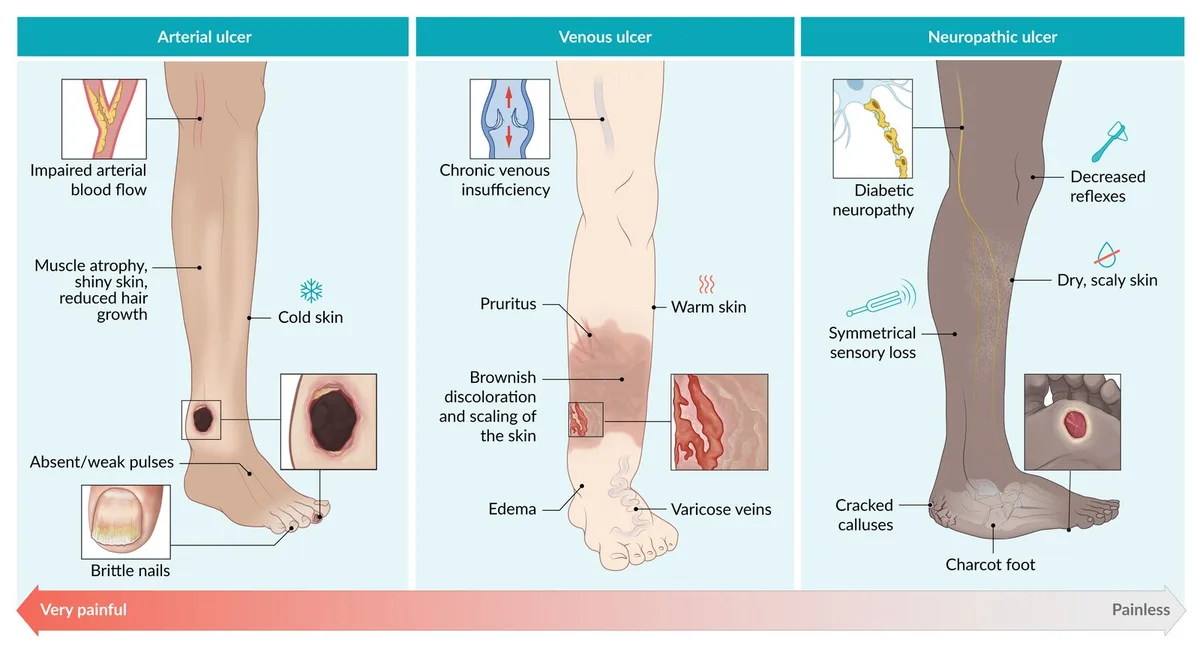 Arterial ulcer
Impaired arterial
blood flow
Muscle atrophy,
shiny skin,
reduced hair
growth
Cold skin
Absent/weak pulses
Brittle nails
Venous ulcer
Chronic venous
insufficiency
Pruritus
Warm skin
Brownish
discoloration
and scaling of
the skin
Edema
Varicose veins
Neuropathic ulcer
Diabetic
neuropathy
Decreased
reflexes
Dry, scaly skin
Symmetrical
sensory loss
Cracked
calluses
Charcot foot
Very painful
Painless